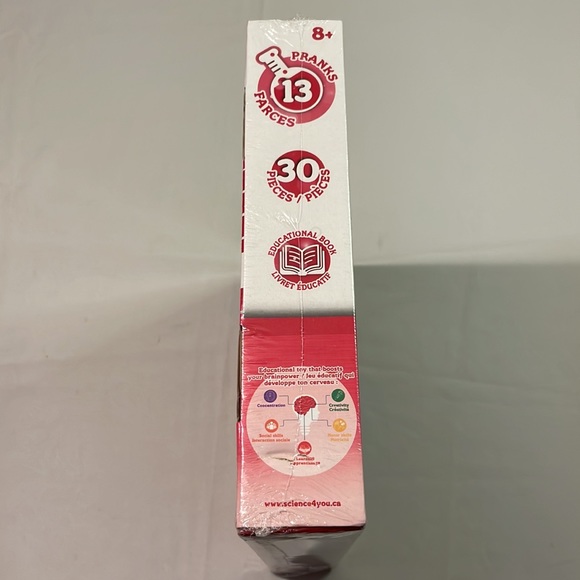 8+
PRANKS
13
FARCES
30
PIECES / PIÈCES
EDUCATIONAL BOOK
LIVRET ÉDUCATIF
Educational toy that boosts
your brainpower / Jeu éducatif qui
développe ton cerveau :
Concentration
Creativity
Créativité
Social skills
Interaction sociale
www.science4you.ca